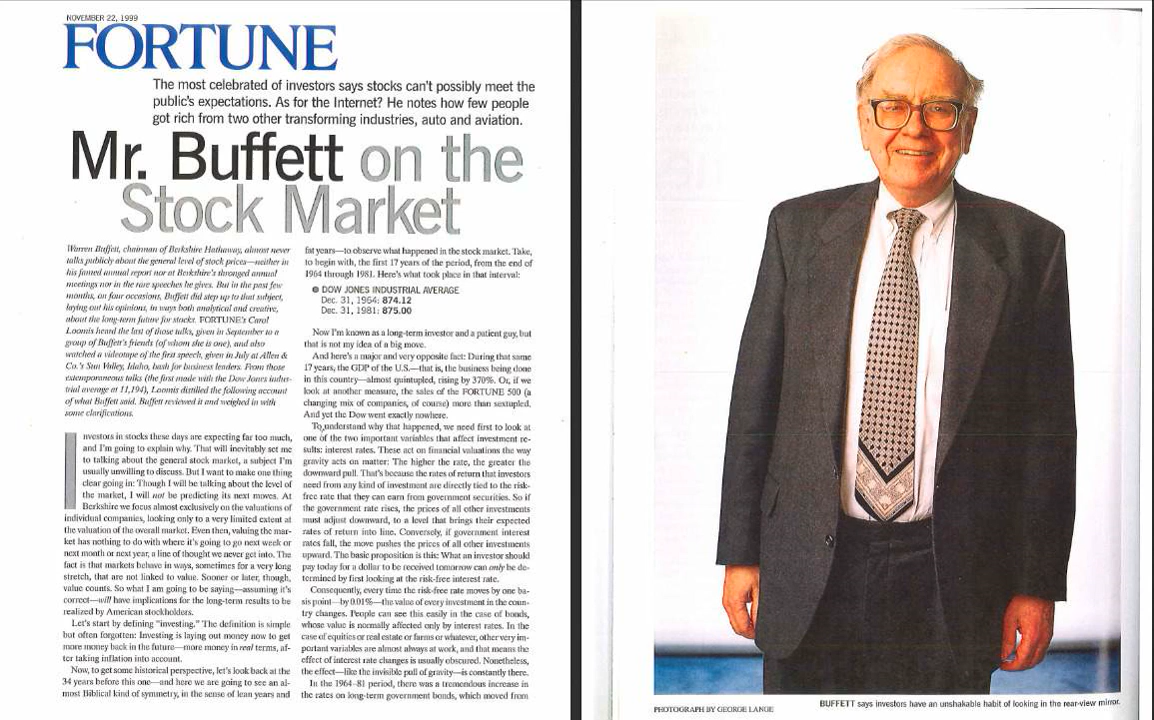 NOVEMBER 22, 1999
FORTUNE
The most celebrated of investors says stocks can't possibly meet the
public's expectations. As for the Internet? He notes how few people
got rich from two other transforming industries, auto and aviation.
Mr. Buffett on the
Stock Market
Warren Buffett, chairman of Berkshire Hathaway, almost never
talks publicly about the general level of stock prices—neither in
his famed annual report nor at Berkshire's thronged annual
meetings nor in the rare speeches he gives. But in the past few
months, on four occasions, Buffett did step up to that subject,
laying out his opinions, in ways both analytical and creative,
about the long-term future for stocks. FORTUNE's Carol
Loomis heard the last of those talks, given in September to a
group of Buffett's friends (of whom she is one), and also
watched a videotape of the first speech, given in July at Allen &
Co.'s Sun Valley, Idaho, bash for business leaders. From those
extemporaneous talks (the first made with the Dow Jones indus-
trial average at 11,194), Loomis distilled the following account
of what Buffett said. Buffett reviewed it and weighed in with
some clarifications.
Investors in stocks these days are expecting far too much,
and I'm going to explain why. That will inevitably set me
to talking about the general stock market, a subject I'm
usually unwilling to discuss. But I want to make one thing
clear going in: Though I will be talking about the level of
the market, I will not be predicting its next moves. At
Berkshire we focus almost exclusively on the valuations of
individual companies, looking only to a very limited extent at
the valuation of the overall market. Even then, valuing the mar-
ket has nothing to do with where it's going to go next week or
next month or next year, a line of thought we never get into. The
fact is that markets behave in ways, sometimes for a very long
stretch, that are not linked to value. Sooner or later, though,
value counts. So what I am going to be saying—assuming it's
correct—will have implications for the long-term results to be
realized by American stockholders.
Let's start by defining "investing." The definition is simple
but often forgotten: Investing is laying out money now to get
more money back in the future—more money in real terms, af-
ter taking inflation into account.
Now, to get some historical perspective, let's look back at the
34 years before this one—and here we are going to see an al-
most Biblical kind of symmetry, in the sense of lean years and
fat years—to observe what happened in the stock market. Take,
to begin with, the first 17 years of the period, from the end of
1964 through 1981. Here's what took place in that interval:
● DOW JONES INDUSTRIAL AVERAGE
Dec. 31, 1964: 874.12
Dec. 31, 1981: 875.00
Now I'm known as a long-term investor and a patient guy, but
that is not my idea of a big move.
And here's a major and very opposite fact: During that same
17 years, the GDP of the U.S.—that is, the business being done
in this country—almost quintupled, rising by 370%. Or, if we
look at another measure, the sales of the FORTUNE 500 (a
changing mix of companies, of course) more than sextupled.
And yet the Dow went exactly nowhere.
To understand why that happened, we need first to look at
one of the two important variables that affect investment re-
sults: interest rates. These act on financial valuations the way
gravity acts on matter: The higher the rate, the greater the
downward pull. That's because the rates of return that investors
need from any kind of investment are directly tied to the risk-
free rate that they can earn from government securities. So if
the government rate rises, the prices of all other investments
must adjust downward, to a level that brings their expected
rates of return into line. Conversely, if government interest
rates fall, the move pushes the prices of all other investments
upward. The basic proposition is this: What an investor should
pay today for a dollar to be received tomorrow can only be de-
termined by first looking at the risk-free interest rate.
Consequently, every time the risk-free rate moves by one ba-
sis point—by 0.01%—the value of every investment in the coun-
try changes. People can see this easily in the case of bonds,
whose value is normally affected only by interest rates. In the
case of equities or real estate or farms or whatever, other very im-
portant variables are almost always at work, and that means the
effect of interest rate changes is usually obscured. Nonetheless,
the effect—like the invisible pull of gravity—is constantly there.
In the 1964–81 period, there was a tremendous increase in
the rates on long-term government bonds, which moved from
PHOTOGRAPH BY GEORGE LANGE
BUFFETT says investors have an unshakable habit of looking in the rear-view mirror.